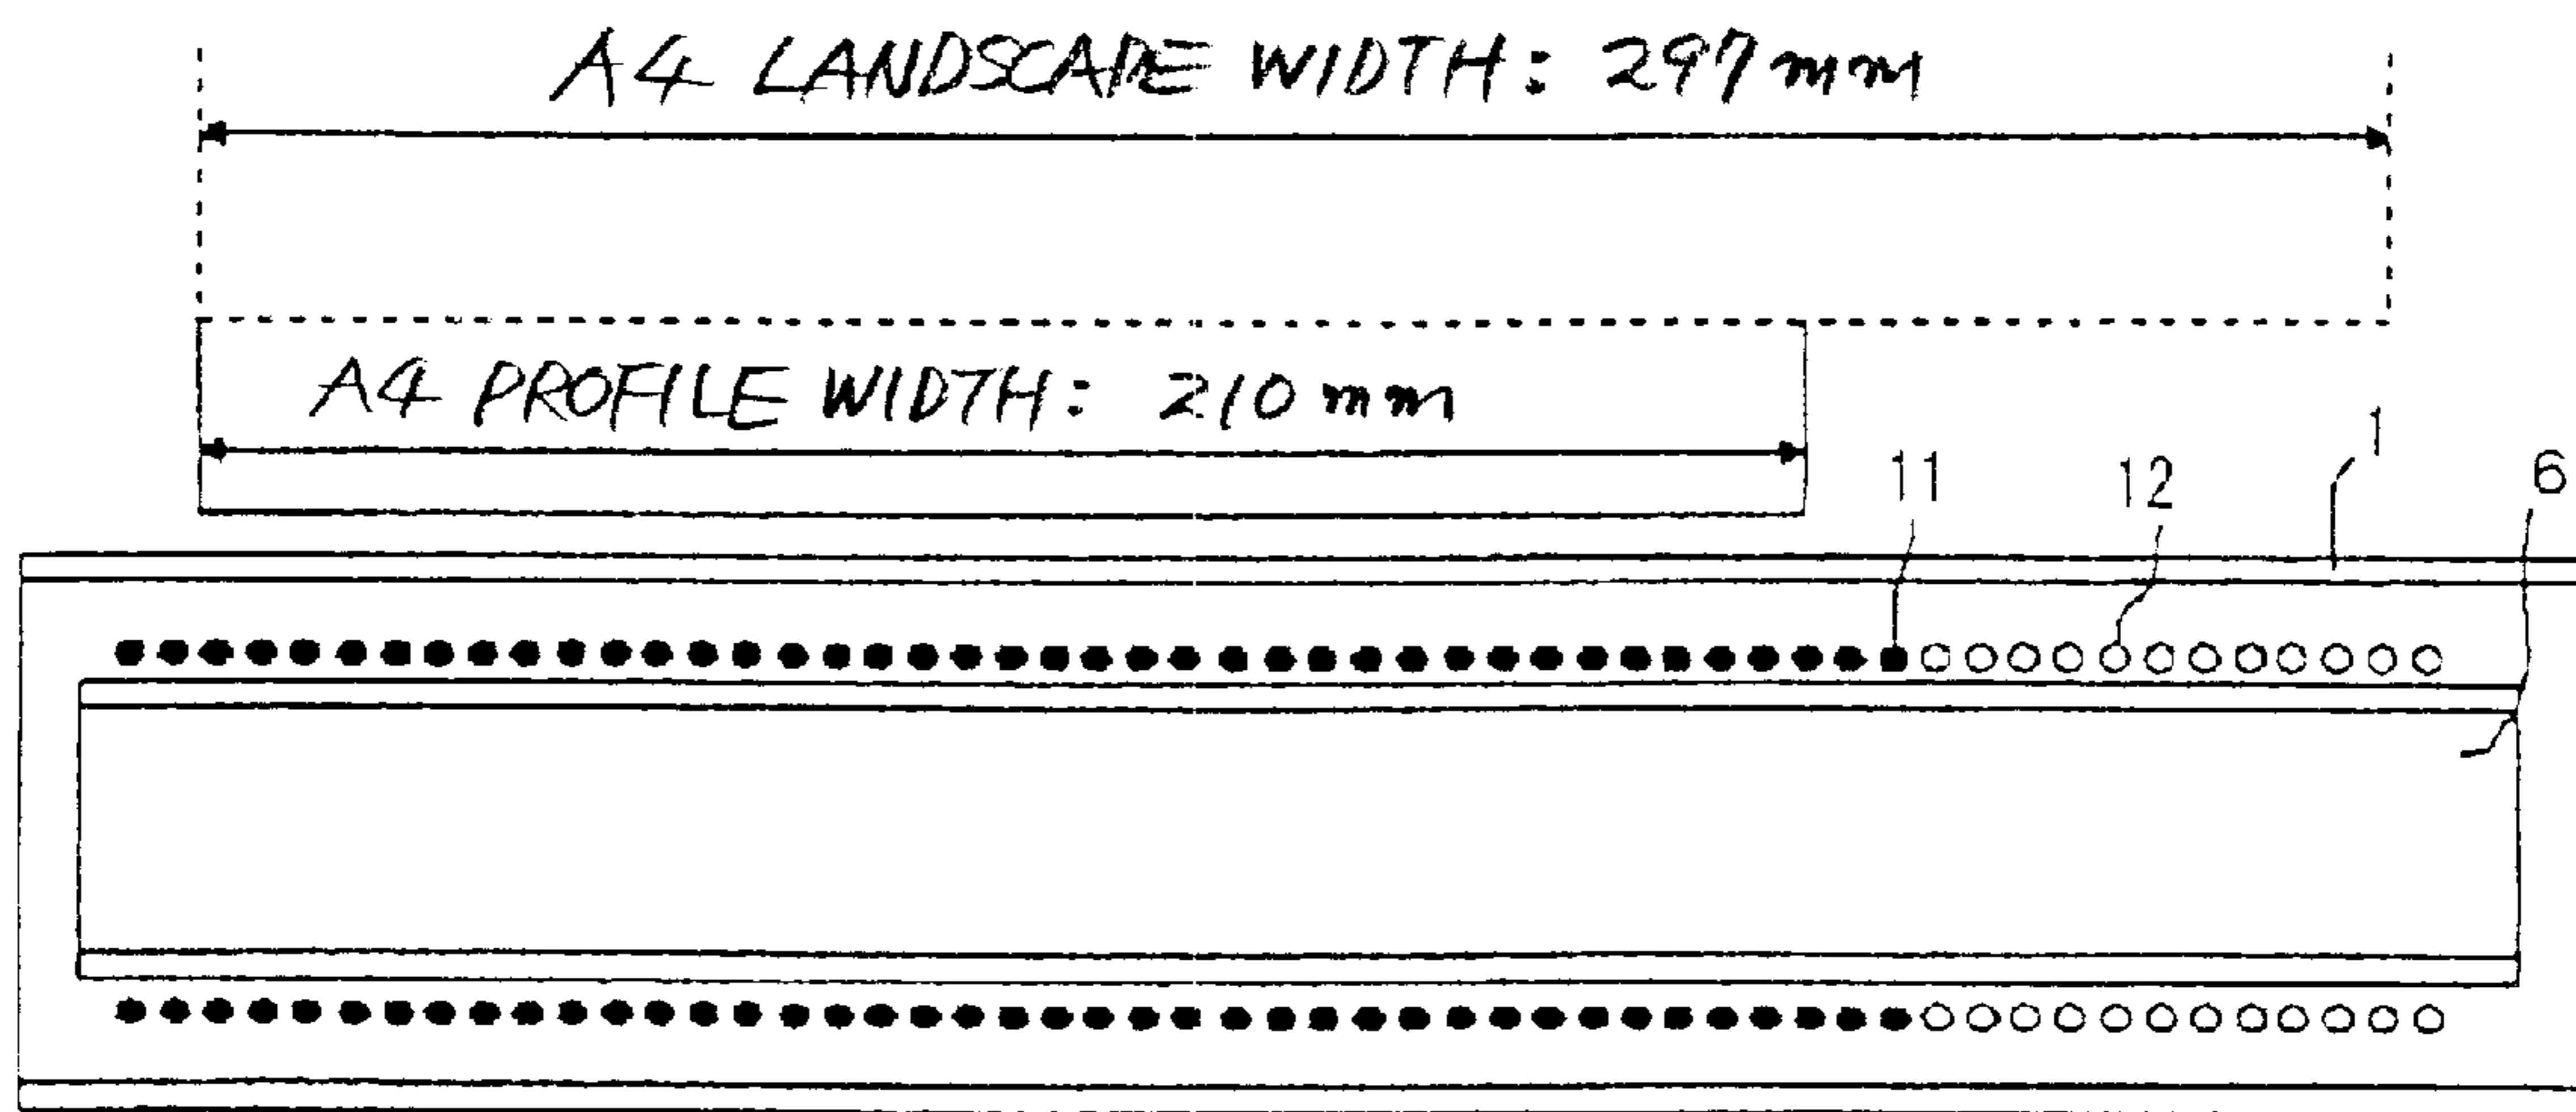 A4 LANDSCAPE WIDTH: 297mm
A4 PROFILE WIDTH: 210mm
1
6
11
12